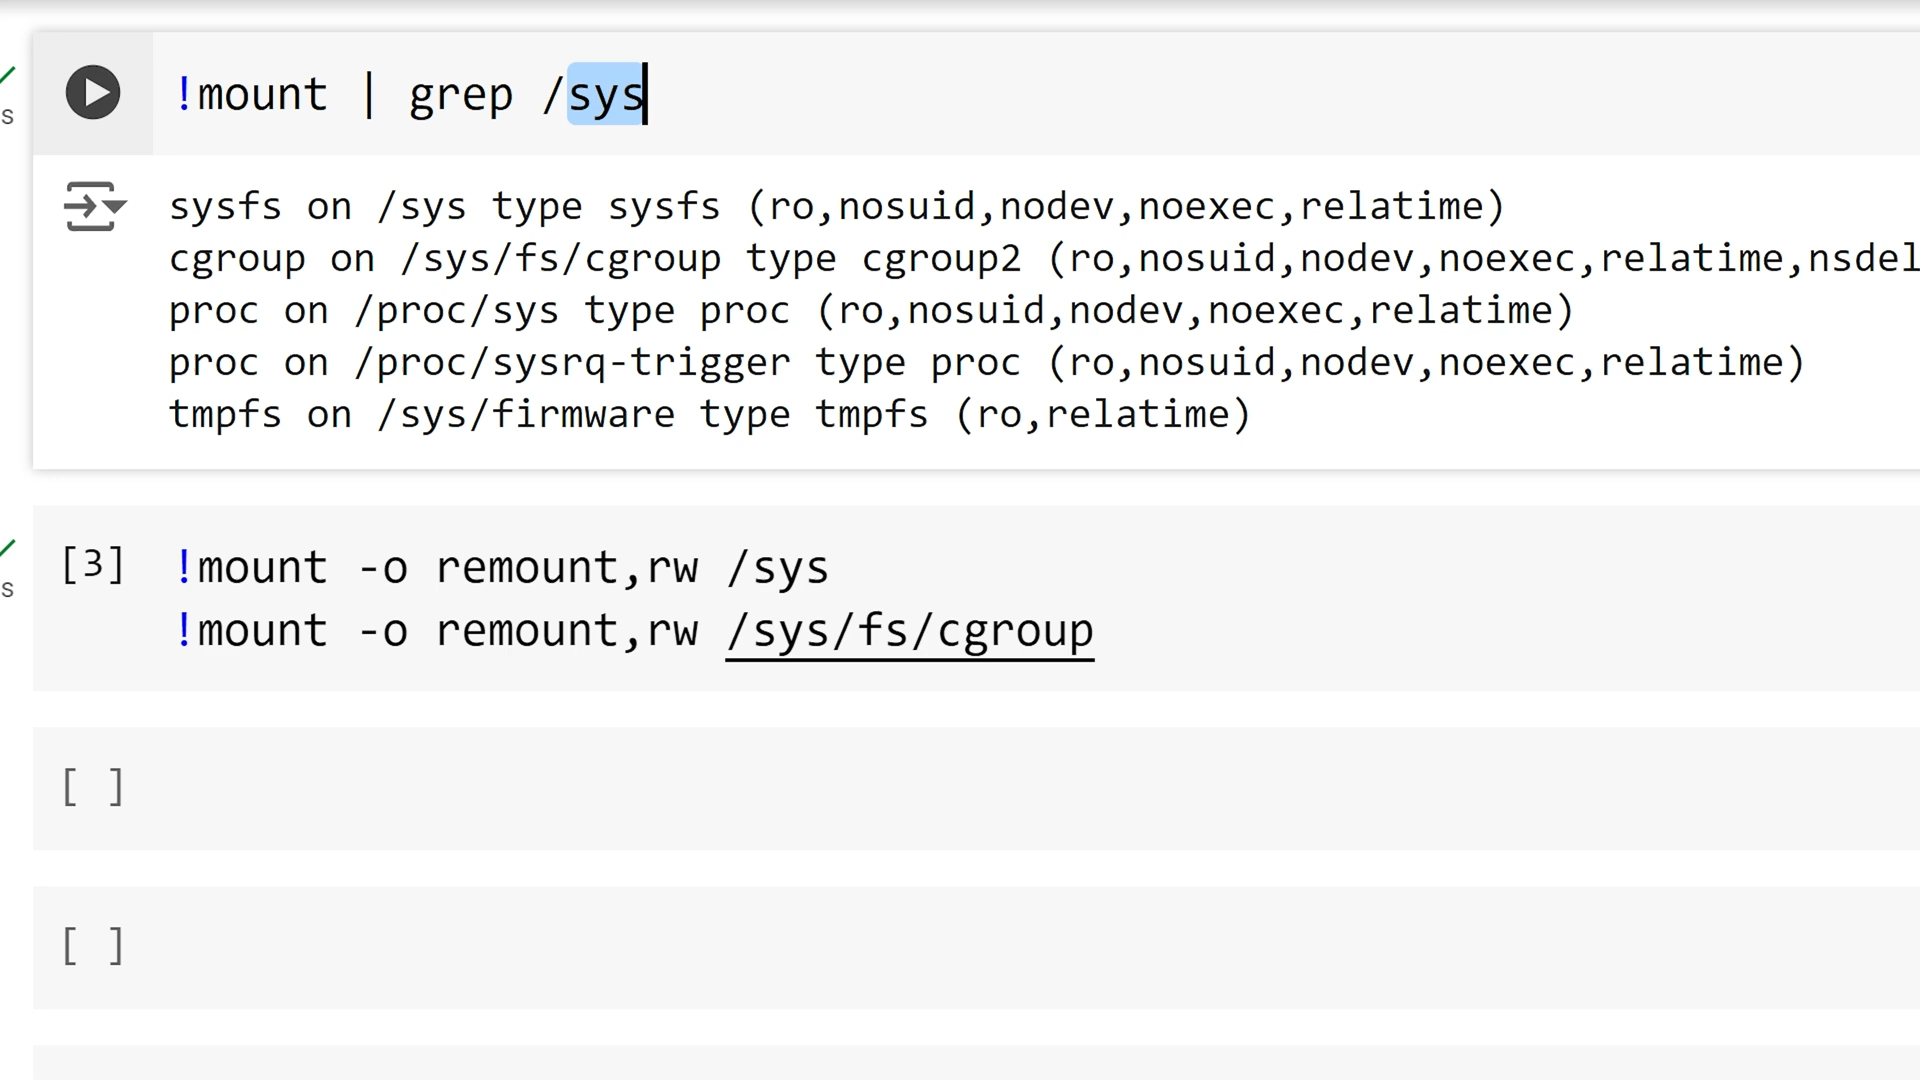 !mount | grep /sys
s
sysfs on /sys type sysfs (ro,nosuid,nodev,noexec,relatime)
cgroup on /sys/fs/cgroup type cgroup2 (ro,nosuid,nodev,noexec,relatime,nsdel
proc on /proc/sys type proc (ro,nosuid,nodev,noexec,relatime)
proc on /proc/sysrq-trigger type proc (ro,nosuid,nodev,noexec,relatime)
tmpfs on /sys/firmware type tmpfs (ro,relatime)
[3] !mount -o remount,rw /sys
s
!mount -o remount,rw /sys/fs/cgroup
[ ]
[ ]